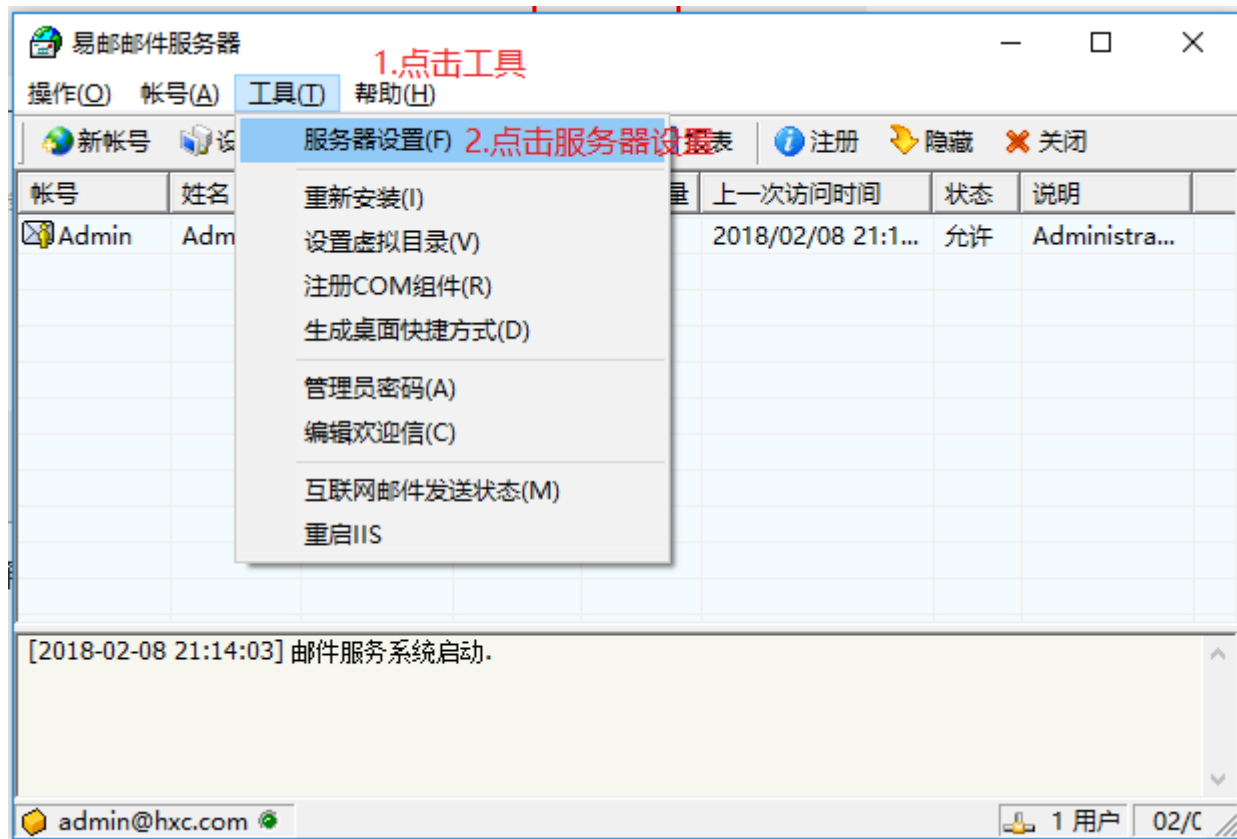 易邮邮件服务器
1.点击工具
操作(O) 帐号(A) 工具(T) 帮助(H)
新帐号 设 服务器设置(F) 2.点击服务器设置 表 注册 隐藏 关闭
帐号 姓名 重新安装(I) 量 上一次访问时间 状态 说明
Admin Adm 设置虚拟目录(V) 2018/02/08 21:1... 允许 Administra...
注册COM组件(R)
生成桌面快捷方式(D)
管理员密码(A)
编辑欢迎信(C)
互联网邮件发送状态(M)
重启IIS
[2018-02-08 21:14:03] 邮件服务系统启动.
admin@hxc.com 1 用户 02/0